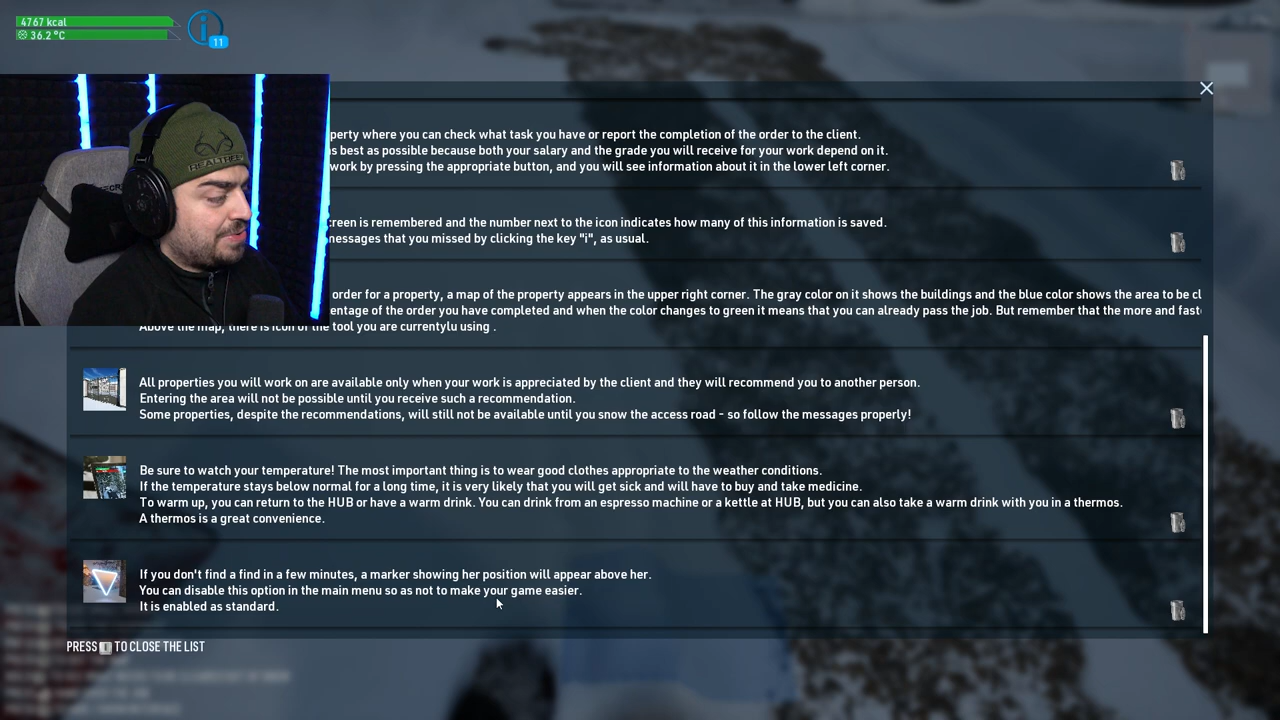 4767 kcal
36.2 °C
11
REALTREE
perty where you can check what task you have or report the completion of the order to the client.
as best as possible because both your salary and the grade you will receive for your work depend on it.
work by pressing the appropriate button, and you will see information about it in the lower left corner.
creen is remembered and the number next to the icon indicates how many of this information is saved.
nessages that you missed by clicking the key "i", as usual.
order for a property, a map of the property appears in the upper right corner. The gray color on it shows the buildings and the blue color shows the area to be cl
entage of the order you have completed and when the color changes to green it means that you can already pass the job. But remember that the more and faste
Above the map, there is icon of the tool you are currentylu using .
All properties you will work on are available only when your work is appreciated by the client and they will recommend you to another person.
Entering the area will not be possible until you receive such a recommendation.
Some properties, despite the recommendations, will still not be available until you snow the access road - so follow the messages properly!
Be sure to watch your temperature! The most important thing is to wear good clothes appropriate to the weather conditions.
If the temperature stays below normal for a long time, it is very likely that you will get sick and will have to buy and take medicine.
To warm up, you can return to the HUB or have a warm drink. You can drink from an espresso machine or a kettle at HUB, but you can also take a warm drink with you in a thermos.
A thermos is a great convenience.
If you don't find a find in a few minutes, a marker showing her position will appear above her.
You can disable this option in the main menu so as not to make your game easier.
It is enabled as standard.
PRESS TO CLOSE THE LIST